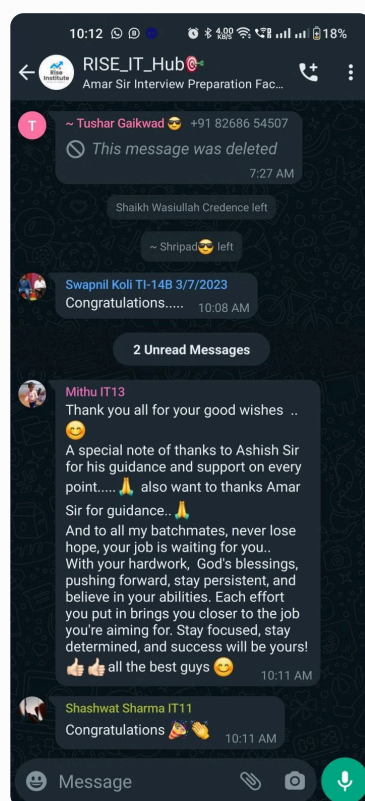 10:12
4.00 KB/S
18%
Rise Institute
RISE_IT_Hub🎯
Amar Sir Interview Preparation Fac...
T
~ Tushar Gaikwad 😎 +91 82686 54507
This message was deleted
7:27 AM
Shaikh Wasiullah Credence left
~ Shripad😎 left
Swapnil Koli TI-14B 3/7/2023
Congratulations..... 10:08 AM
2 Unread Messages
Mithu IT13
Thank you all for your good wishes ..
😊
A special note of thanks to Ashish Sir
for his guidance and support on every
point..... 🙏 also want to thanks Amar
Sir for guidance.. 🙏
And to all my batchmates, never lose
hope, your job is waiting for you..
With your hardwork, God's blessings,
pushing forward, stay persistent, and
believe in your abilities. Each effort
you put in brings you closer to the job
you're aiming for. Stay focused, stay
determined, and success will be yours!
👍🏻👍🏻all the best guys 😊
10:11 AM
Shashwat Sharma IT11
Congratulations 🎉👏 10:11 AM
Message